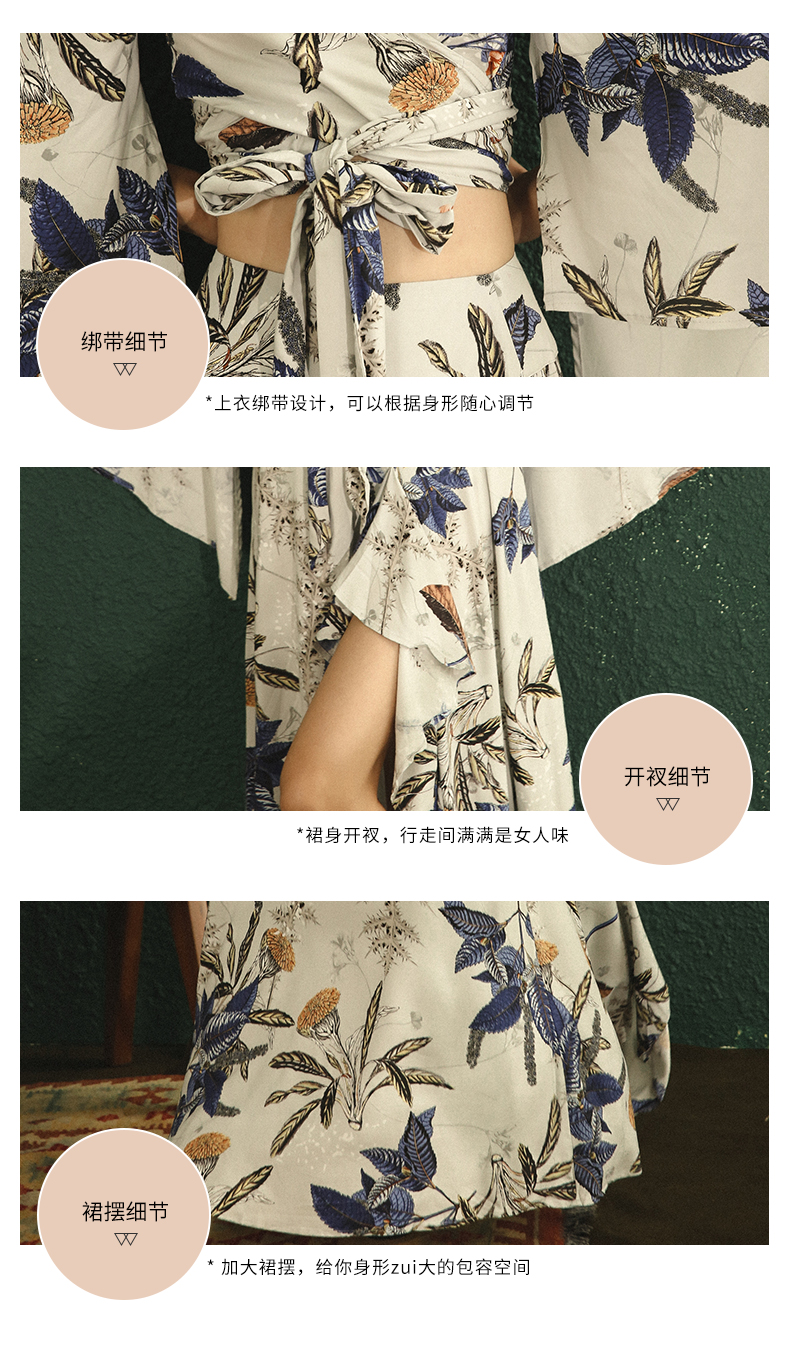 绑带细节
*上衣绑带设计，可以根据身形随心调节
开衩细节
*裙身开衩，行走间满满是女人味
裙摆细节
* 加大裙摆，给你身形zui大的包容空间